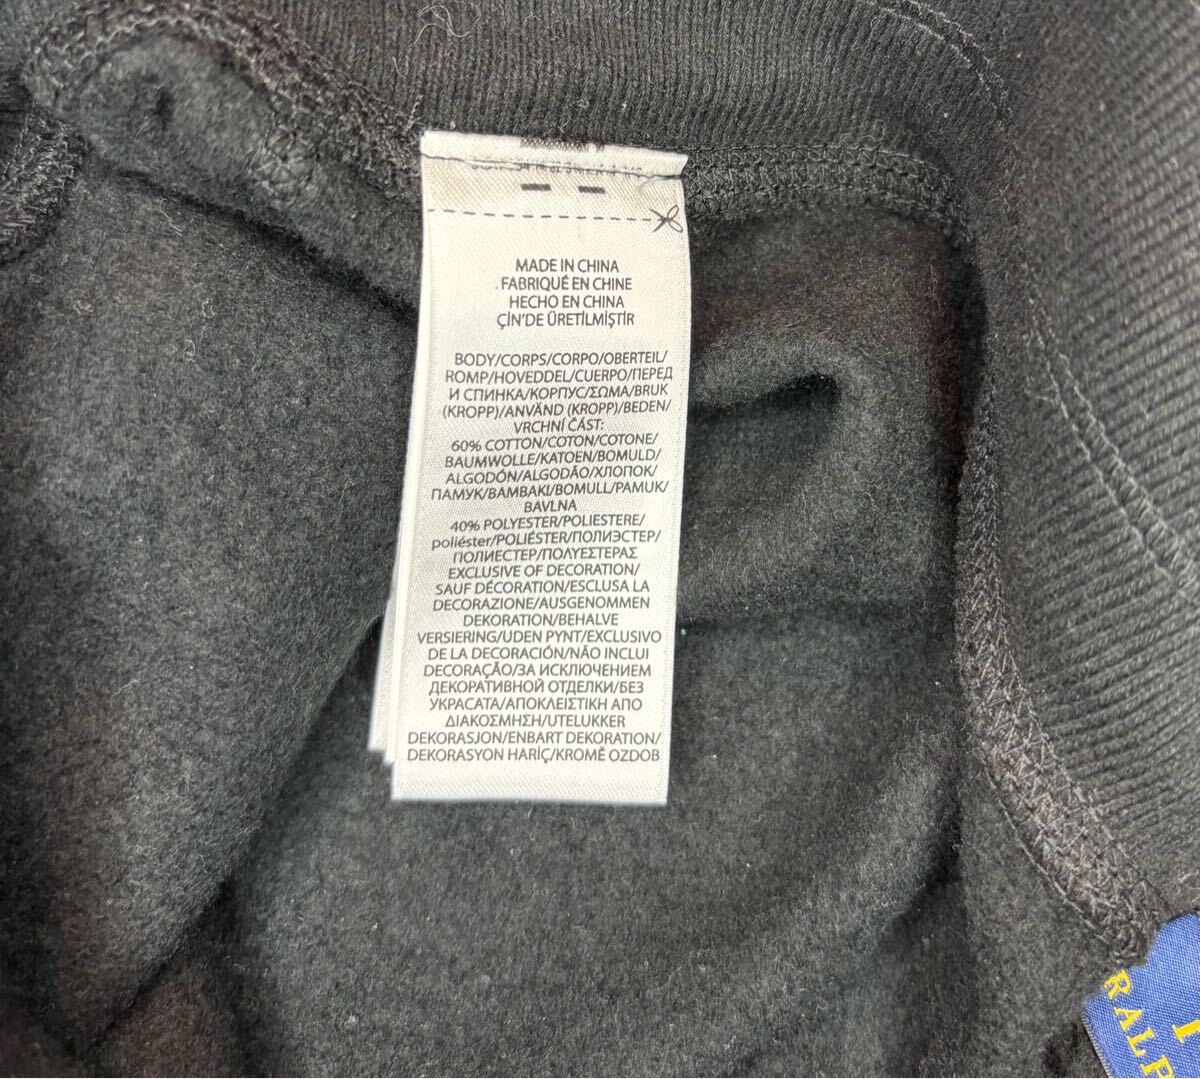 MADE IN CHINA
FABRIQUÉ EN CHINE
HECHO EN CHINA
ÇİN'DE ÜRETİLMİŞTİR
BODY/CORPS/CORPO/OBERTEIL/
ROMP/HOVEDDEL/CUERPO/ПЕРЕД
И СПИНКА/КОРПУС/ΣΩΜΑ/BRUK
(KROPP)/ANVÄND (KROPP)/BEDEN/
VRCHNÍ ČÁST:
60% COTTON/COTON/COTONE/
BAUMWOLLE/KATOEN/BOMULD/
ALGODÓN/ALGODÃO/ХЛОПОК/
ПАМУК/ΒΑΜΒΑΚΙ/BOMULL/PAMUK/
BAVLNA
40% POLYESTER/POLIESTERE/
poliéster/POLIÉSTER/ПОЛИЭСТЕР/
ПОЛИЕСТЕР/ΠΟΛΥΕΣΤΕΡΑΣ
EXCLUSIVE OF DECORATION/
SAUF DÉCORATION/ESCLUSA LA
DECORAZIONE/AUSGENOMMEN
DEKORATION/BEHALVE
VERSIERING/UDEN PYNT/EXCLUSIVO
DE LA DECORACIÓN/NÃO INCLUI
DECORAÇÃO/ЗА ИСКЛЮЧЕНИЕМ
ДЕКОРАТИВНОЙ ОТДЕЛКИ/БЕЗ
УКРАСАТА/ΑΠΟΚΛΕΙΣΤΙΚΗ ΑΠΟ
ΔΙΑΚΟΣΜΗΣΗ/UTELUKKER
DEKORASJON/ENBART DEKORATION/
DEKORASYON HARİÇ/KROMĚ OZDOB
RALP